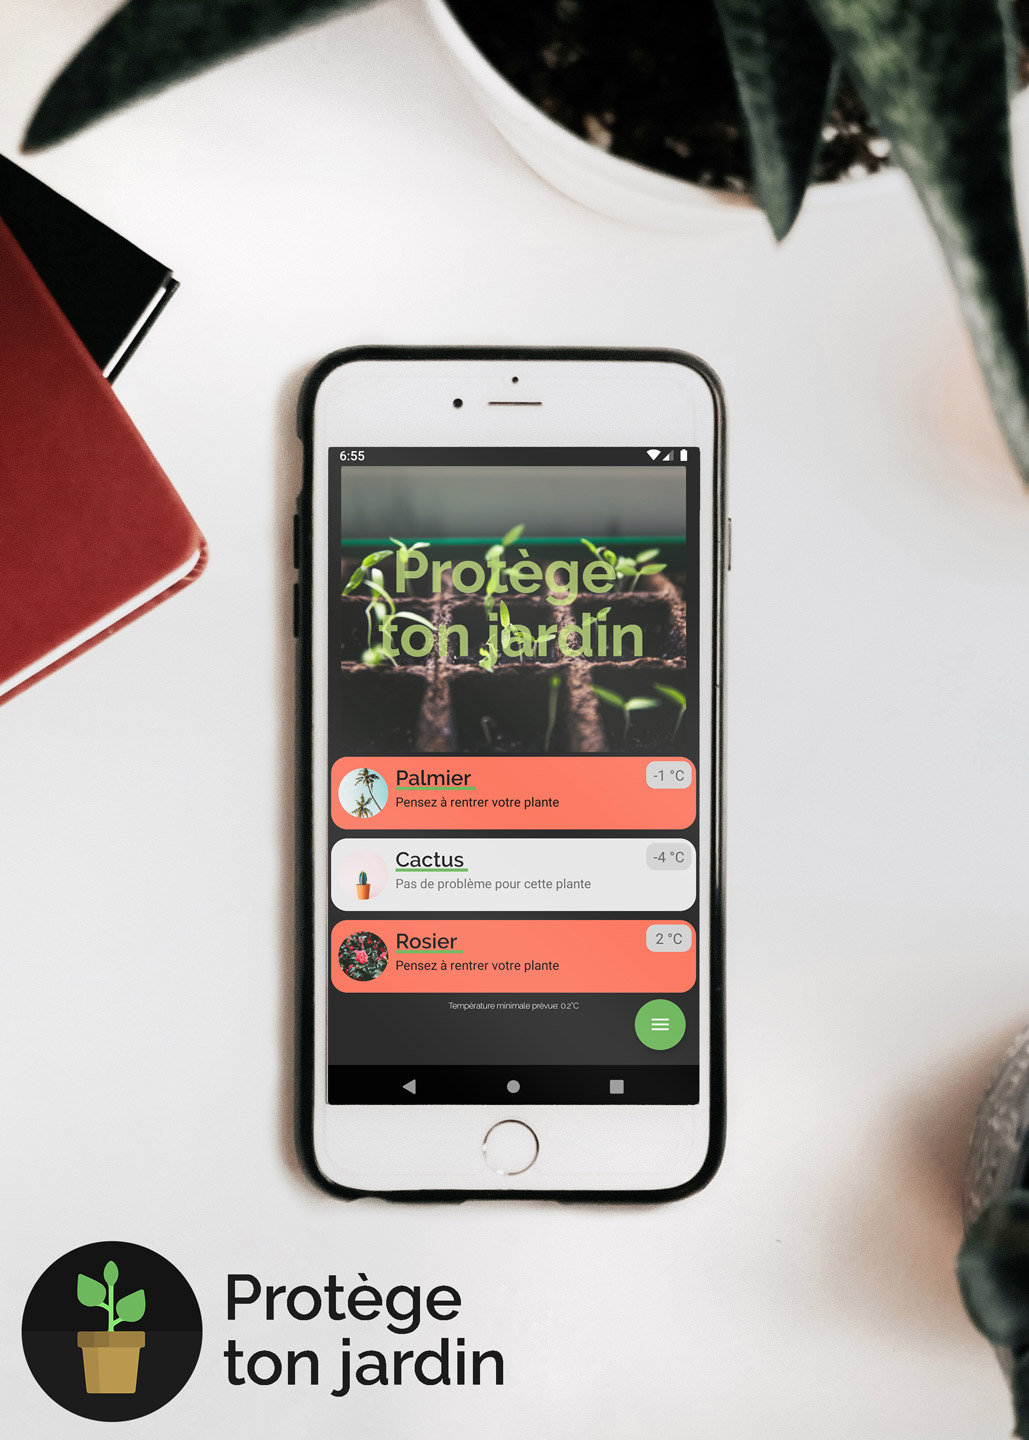 6:55
Protège
ton jardin
Palmier
-1 °C
Pensez à rentrer votre plante
Cactus
-4 °C
Pas de problème pour cette plante
Rosier
2 °C
Pensez à rentrer votre plante
Température minimale prévue: 0.2°C
Protège
ton jardin